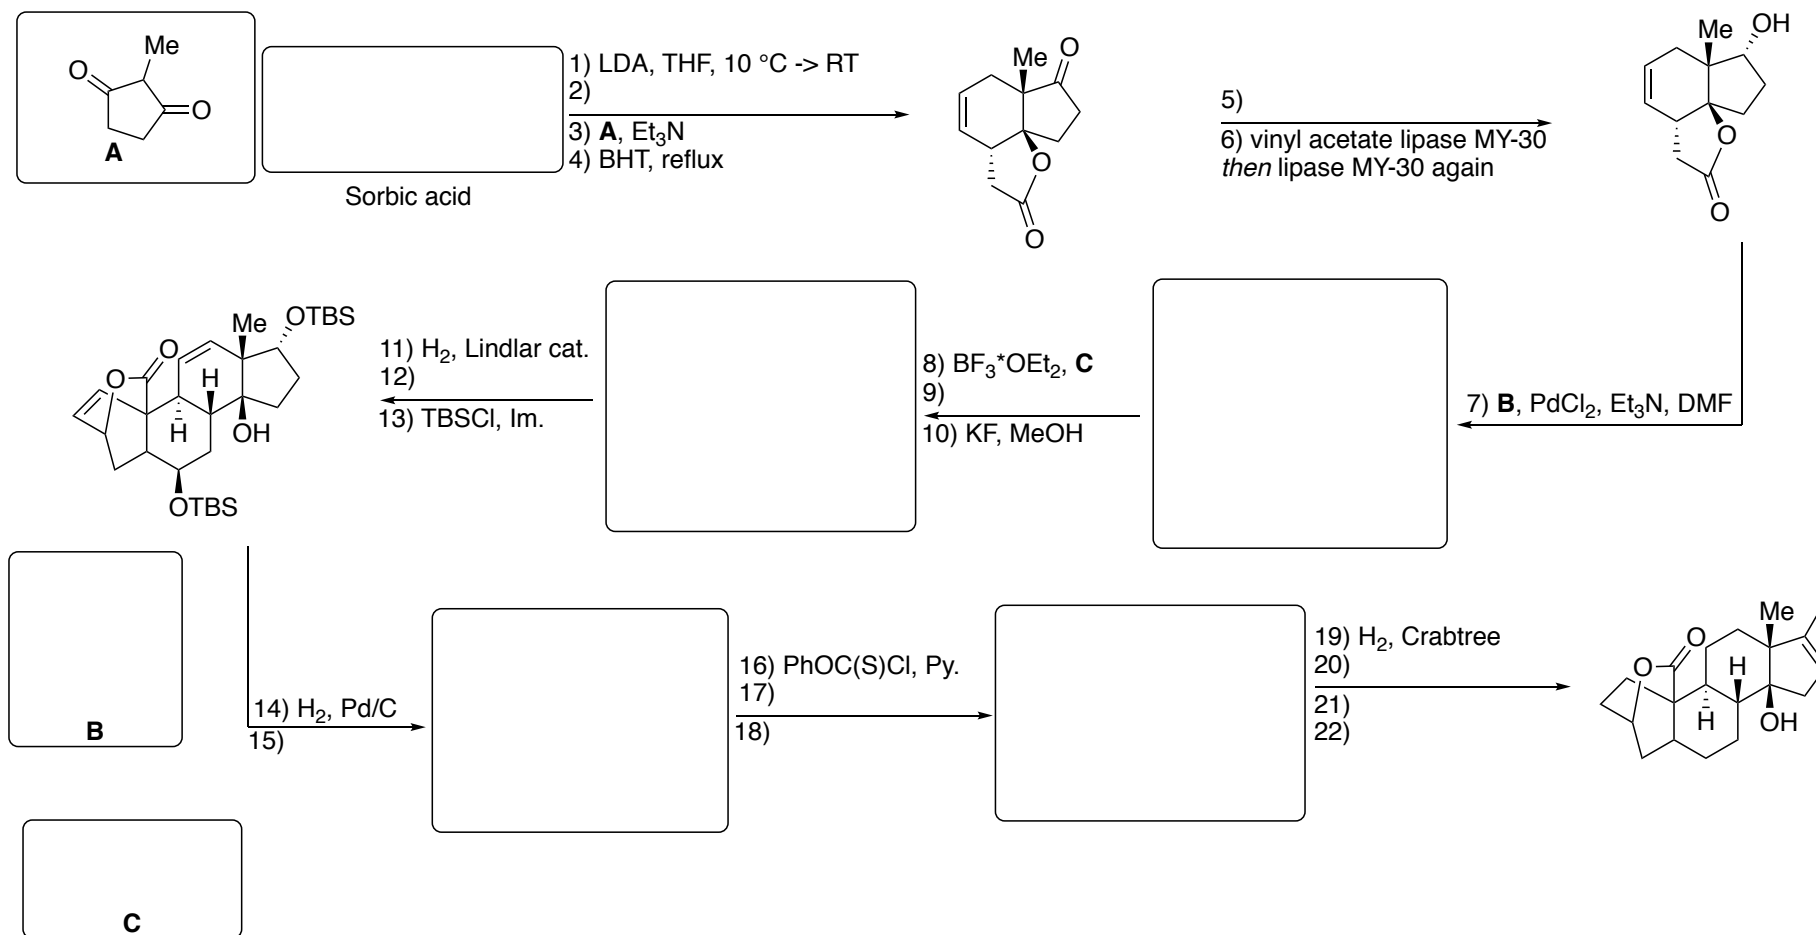 Me
O
O
A
Sorbic acid
1) LDA, THF, 10 °C -> RT
2)
3) A, Et3N
4) BHT, reflux
Me
O
O
O
5)
6) vinyl acetate lipase MY-30
then lipase MY-30 again
Me
OH
O
O
7) B, PdCl2, Et3N, DMF
8) BF3*OEt2, C
9)
10) KF, MeOH
11) H2, Lindlar cat.
12)
13) TBSCl, Im.
Me
OTBS
O
O
H
H
OH
OTBS
B
C
14) H2, Pd/C
15)
16) PhOC(S)Cl, Py.
17)
18)
19) H2, Crabtree
20)
21)
22)
Me
O
O
H
H
OH